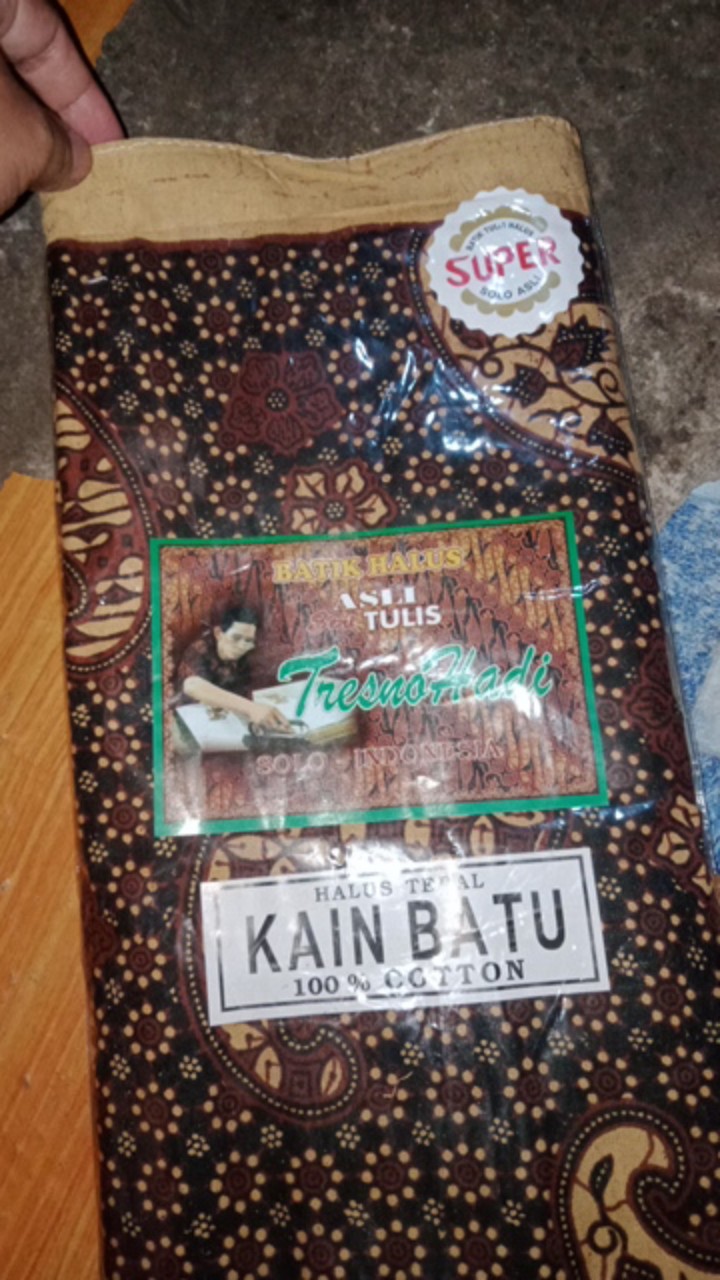 BATIK TULIS HALUS
SUPER
SOLO ASLI
BATIK HALUS
ASLI
TULIS
TresnoHadi
SOLO - INDONESIA
HALUS TEBAL
KAIN BATU
100 % COTTON